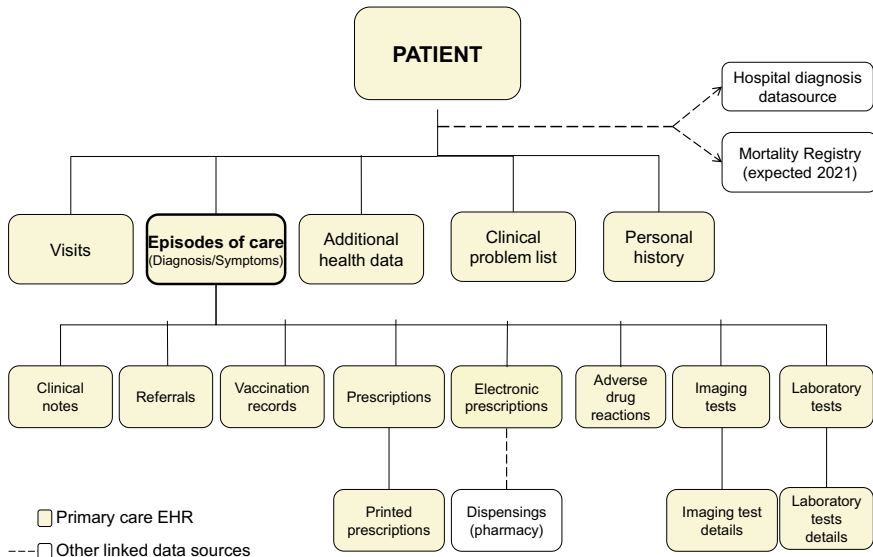 PATIENT
Hospital diagnosis
datasource
Mortality Registry
(expected 2021)
Visits
Episodes of care
(Diagnosis/Symptoms)
Additional
health data
Clinical
problem list
Personal
history
Clinical
notes
Referrals
Vaccination
records
Prescriptions
Electronic
prescriptions
Adverse
drug
reactions
Imaging
tests
Laboratory
tests
Printed
prescriptions
Dispensings
(pharmacy)
Imaging test
details
Laboratory
tests
details
Primary care EHR
Other linked data sources